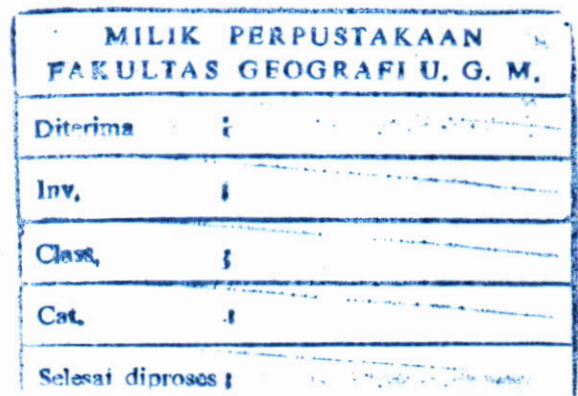 MILIK PERPUSTAKAAN
FAKULTAS GEOGRAFI U. G. M.
Diterima :
Inv. :
Class. :
Cat. :
Selesai diproses :